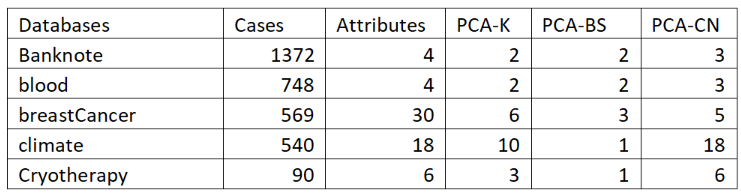 Databases Cases Attributes PCA-K PCA-BS PCA-CN
Banknote 1372 4 2 2 3
blood 748 4 2 2 3
breastCancer 569 30 6 3 5
climate 540 18 10 1 18
Cryotherapy 90 6 3 1 6